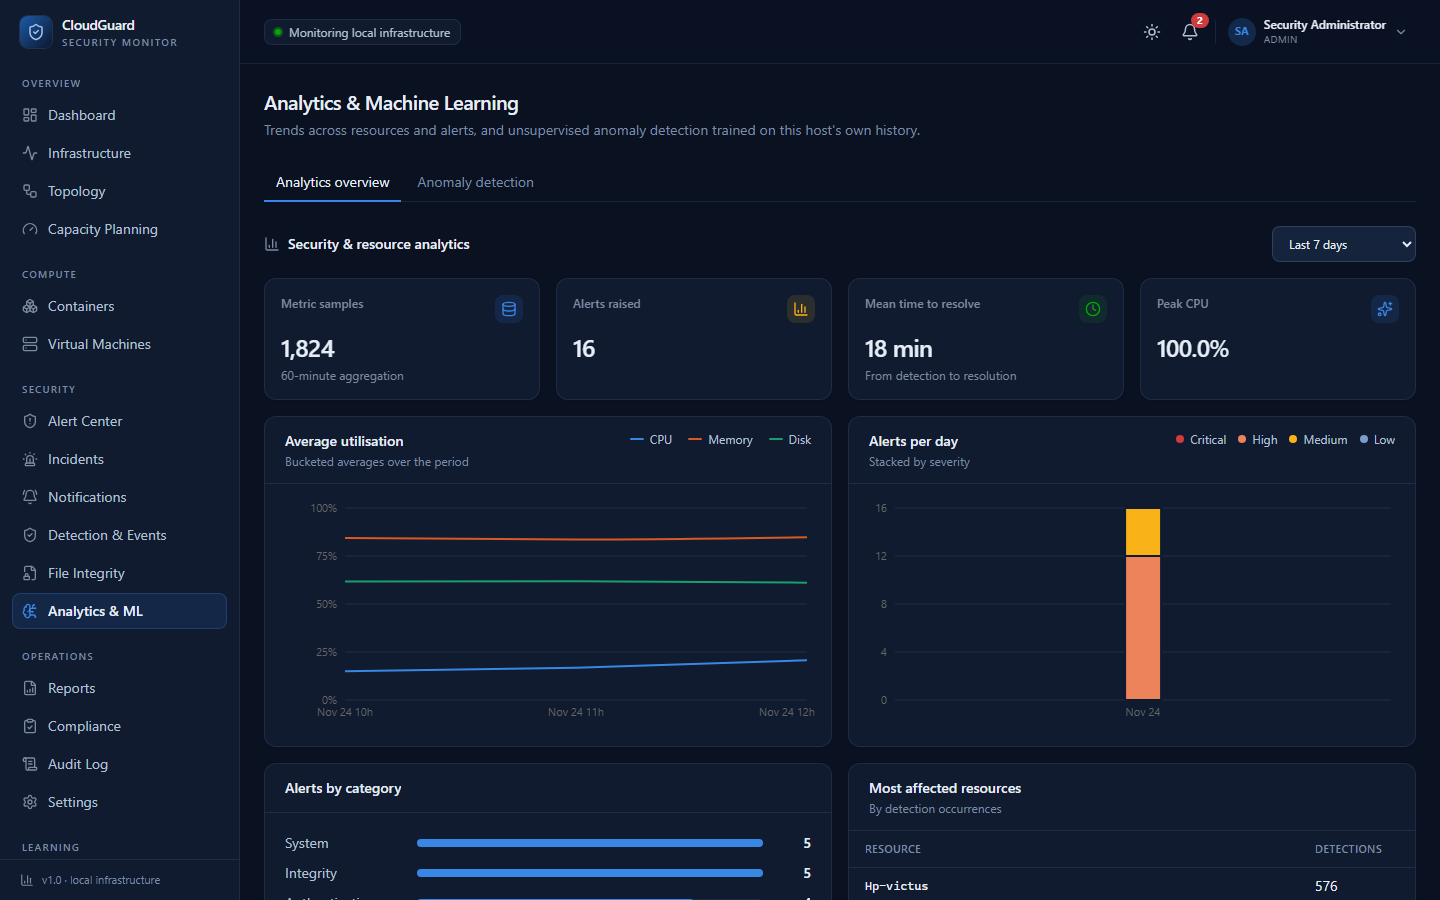 CloudGuard
SECURITY MONITOR
OVERVIEW
Dashboard
Infrastructure
Topology
Capacity Planning
COMPUTE
Containers
Virtual Machines
SECURITY
Alert Center
Incidents
Notifications
Detection & Events
File Integrity
Analytics & ML
OPERATIONS
Reports
Compliance
Audit Log
Settings
LEARNING
v1.0 · local infrastructure
Monitoring local infrastructure
2
SA
Security Administrator
ADMIN
Analytics & Machine Learning
Trends across resources and alerts, and unsupervised anomaly detection trained on this host's own history.
Analytics overview
Anomaly detection
Security & resource analytics
Last 7 days
Metric samples
1,824
60-minute aggregation
Alerts raised
16
Mean time to resolve
18 min
From detection to resolution
Peak CPU
100.0%
Average utilisation
Bucketed averages over the period
CPU
Memory
Disk
100%
75%
50%
25%
0%
Nov 24 10h
Nov 24 11h
Nov 24 12h
Alerts per day
Stacked by severity
Critical
High
Medium
Low
16
12
8
4
0
Nov 24
Alerts by category
System 5
Integrity 5
Most affected resources
By detection occurrences
RESOURCE DETECTIONS
Hp-victus 576